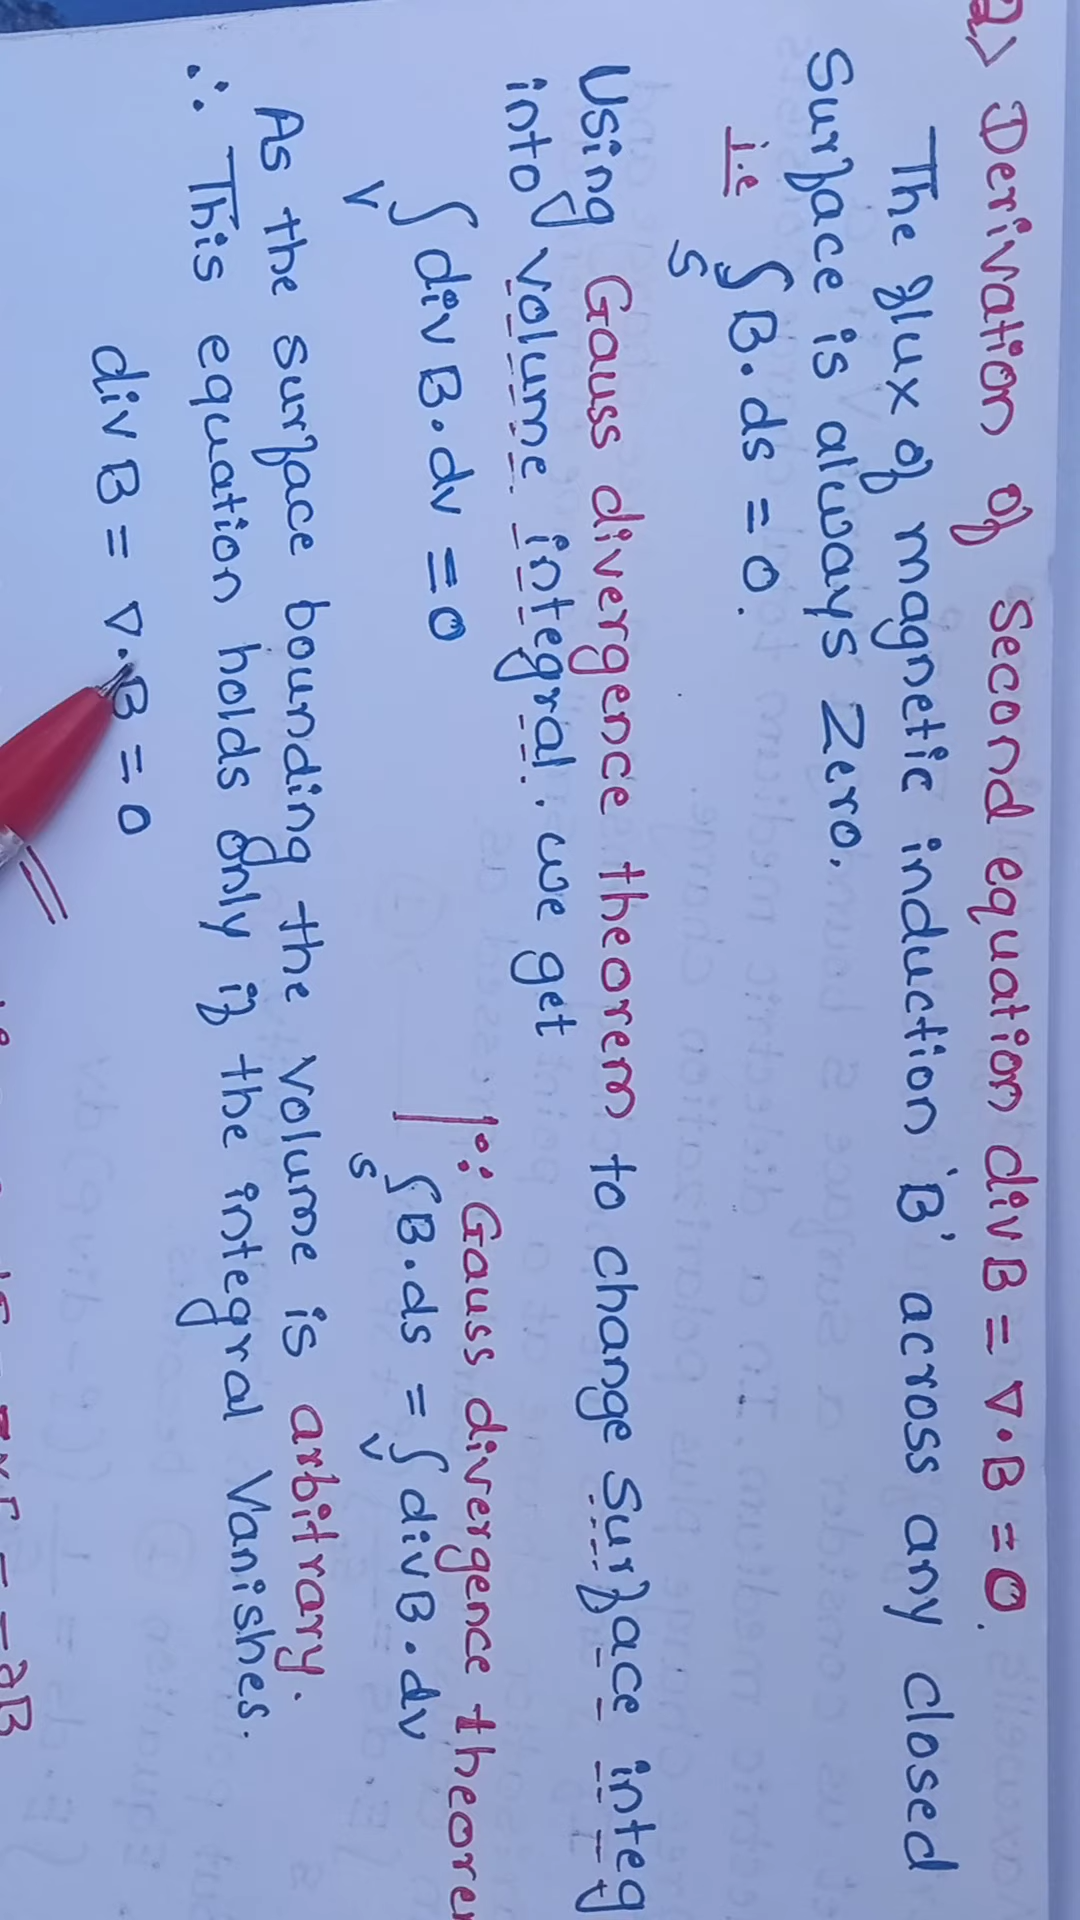 2> Derivation of second equation div B = ∇.B = 0.
The flux of magnetic induction 'B' across any closed
Surface is always Zero.
i.e ∫S B.ds = 0.
Using Gauss divergence theorem to change Surface integ
into volume integral. we get
∫V div B.dv = 0
∵ Gauss divergence theorem
∫S B.ds = ∫V div B.dv
As the surface bounding the volume is arbitrary.
∴ This equation holds only if the integral Vanishes.
div B = ∇.B = 0